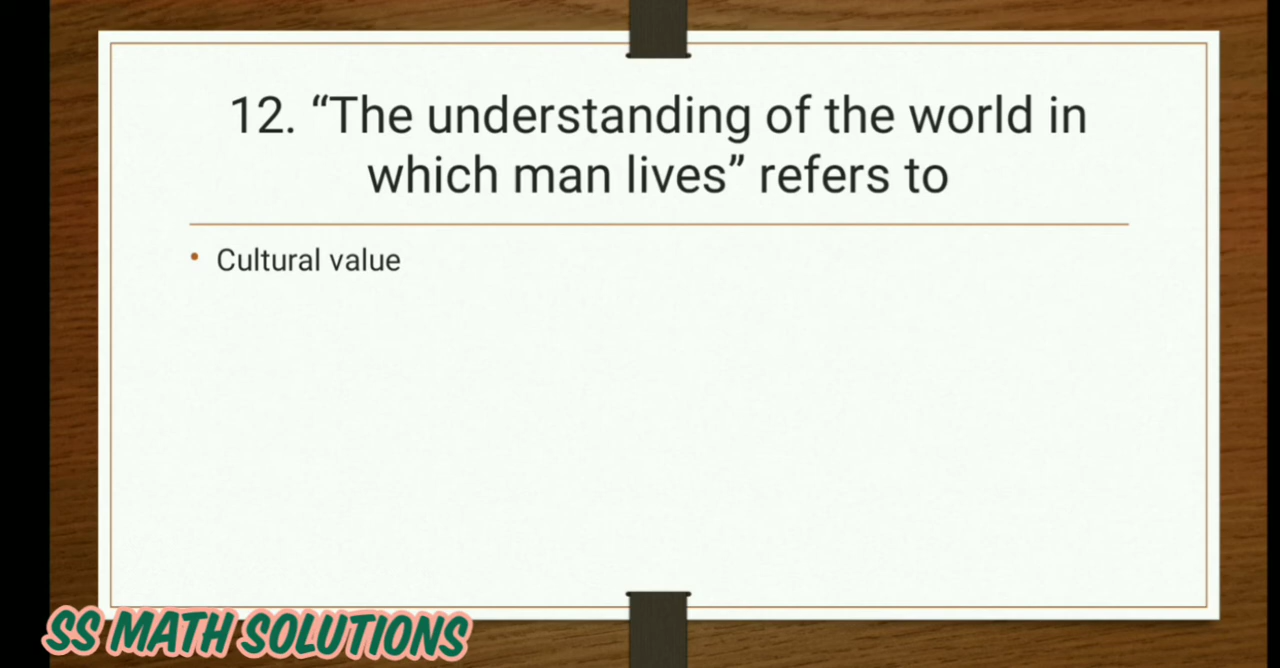 12. “The understanding of the world in
which man lives” refers to
• Cultural value
SS MATH SOLUTIONS